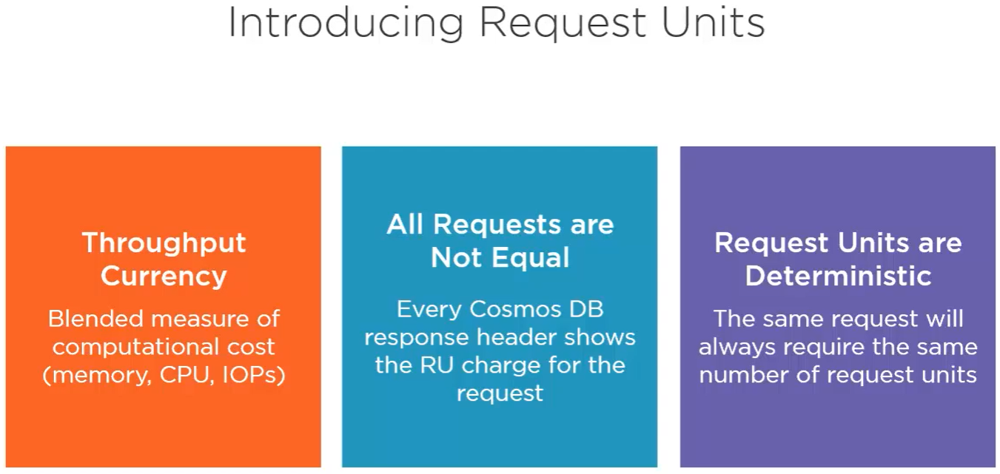 Introducing Request Units
Throughput
Currency
Blended measure of
computational cost
(memory, CPU, IOPs)
All Requests are
Not Equal
Every Cosmos DB
response header shows
the RU charge for the
request
Request Units are
Deterministic
The same request will
always require the same
number of request units